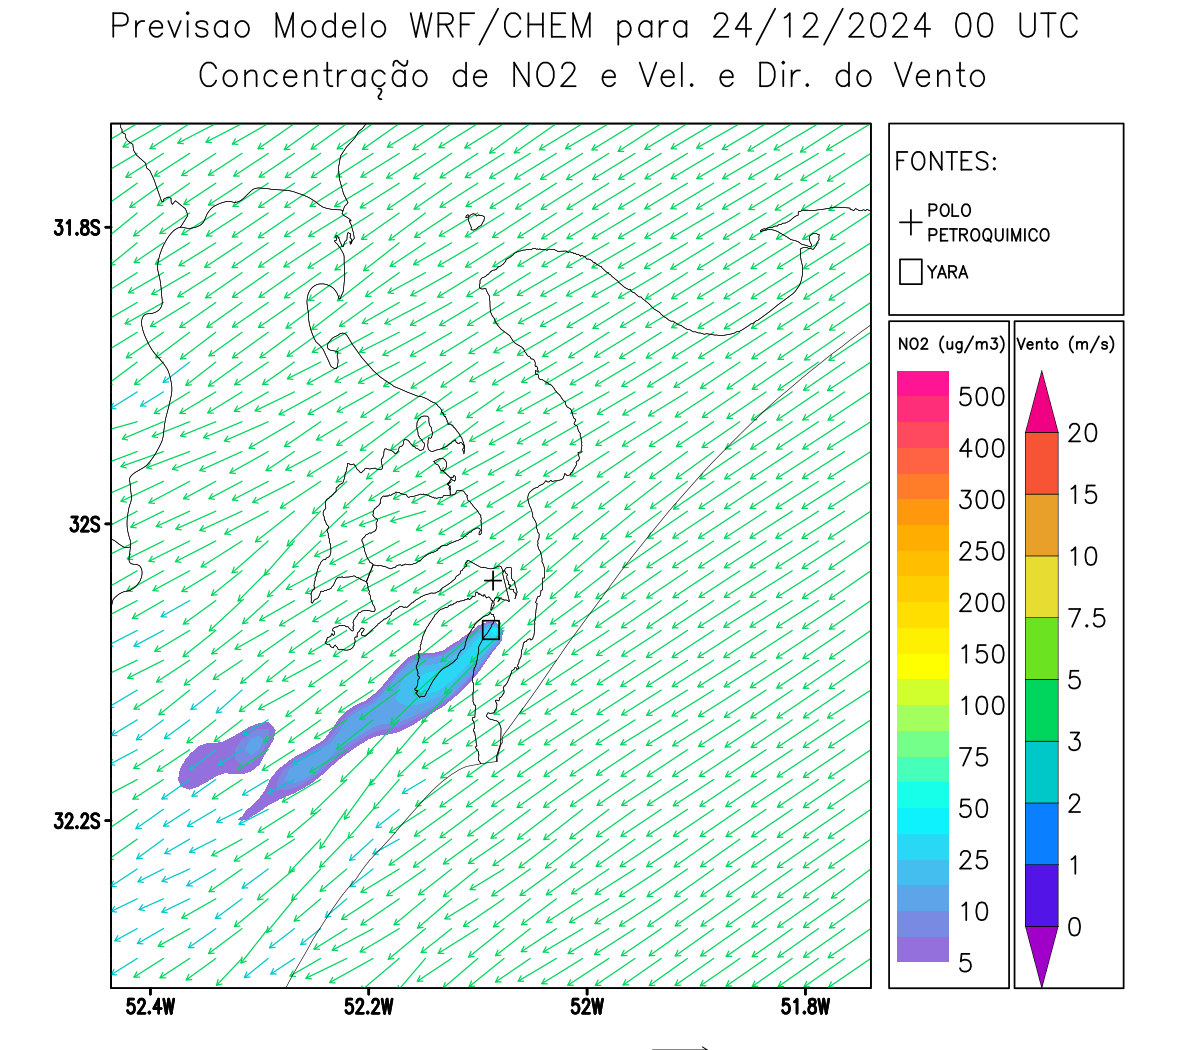 Previsao Modelo WRF/CHEM para 24/12/2024 00 UTC
Concentração de NO2 e Vel. e Dir. do Vento
FONTES:
POLO
PETROQUIMICO
YARA
NO2 (ug/m3)
500
400
300
250
200
150
100
75
50
25
10
5
Vento (m/s)
20
15
10
7.5
5
3
2
1
0
31.8S
32S
32.2S
52.4W
52.2W
52W
51.8W